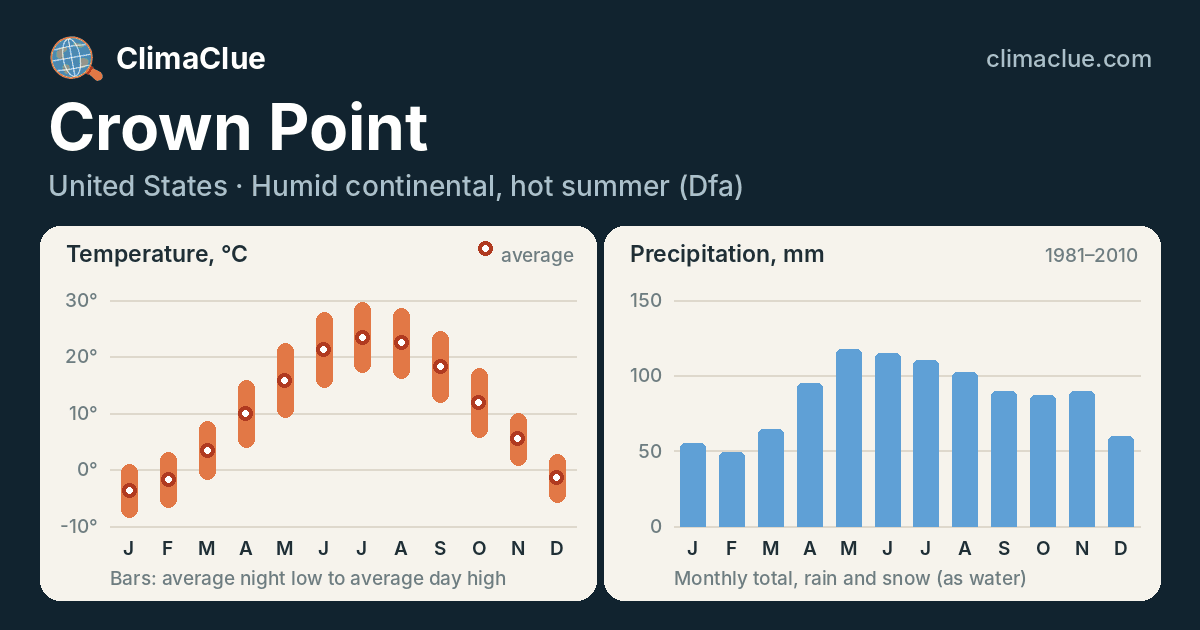 ClimaClue
climaclue.com
Crown Point
United States · Humid continental, hot summer (Dfa)
Temperature, °C
average
30°
20°
10°
0°
-10°
J F M A M J J A S O N D
Bars: average night low to average day high
Precipitation, mm
1981–2010
150
100
50
0
J F M A M J J A S O N D
Monthly total, rain and snow (as water)